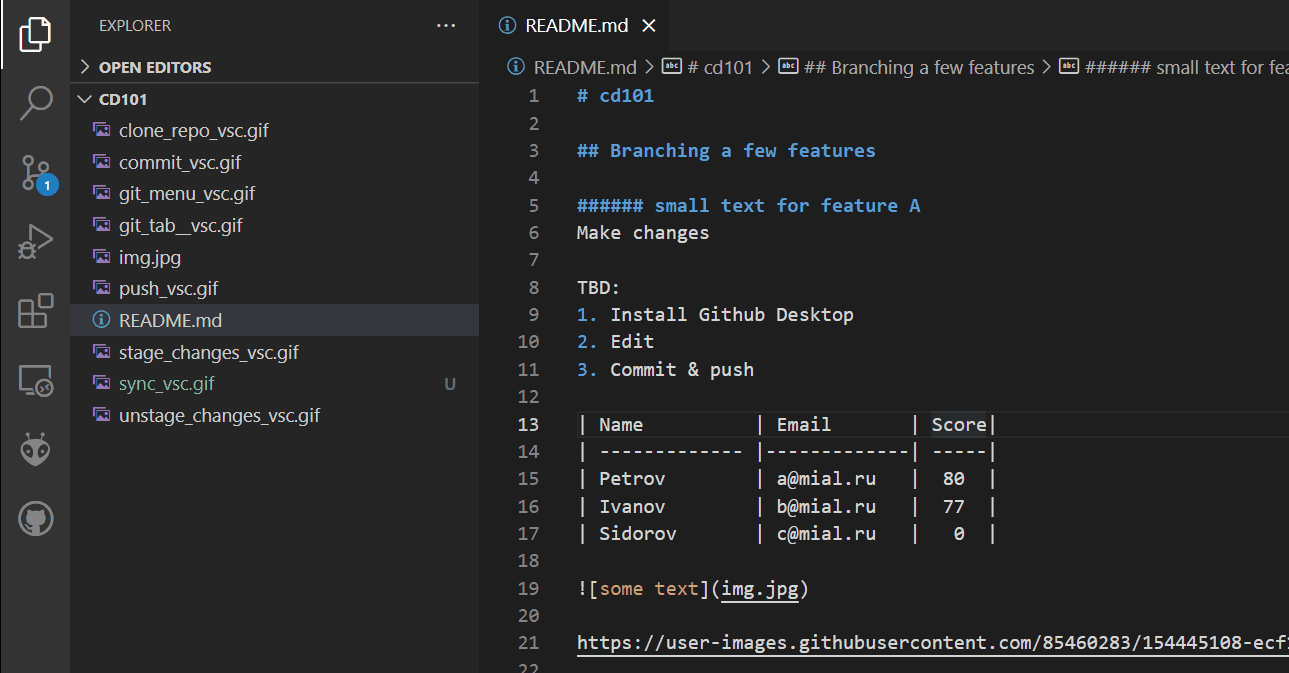 EXPLORER
OPEN EDITORS
CD101
clone_repo_vsc.gif
commit_vsc.gif
git_menu_vsc.gif
git_tab__vsc.gif
img.jpg
push_vsc.gif
README.md
stage_changes_vsc.gif
sync_vsc.gif U
unstage_changes_vsc.gif
1
README.md
README.md > # cd101 > ## Branching a few features > ###### small text for fea
1 # cd101
2
3 ## Branching a few features
4
5 ###### small text for feature A
6 Make changes
7
8 TBD:
9 1. Install Github Desktop
10 2. Edit
11 3. Commit & push
12
13 | Name | Email | Score|
14 | ------------- |-------------| -----|
15 | Petrov | a@mial.ru | 80 |
16 | Ivanov | b@mial.ru | 77 |
17 | Sidorov | c@mial.ru | 0 |
18
19 ![some text](img.jpg)
20
21 https://user-images.githubusercontent.com/85460283/154445108-ecf
22